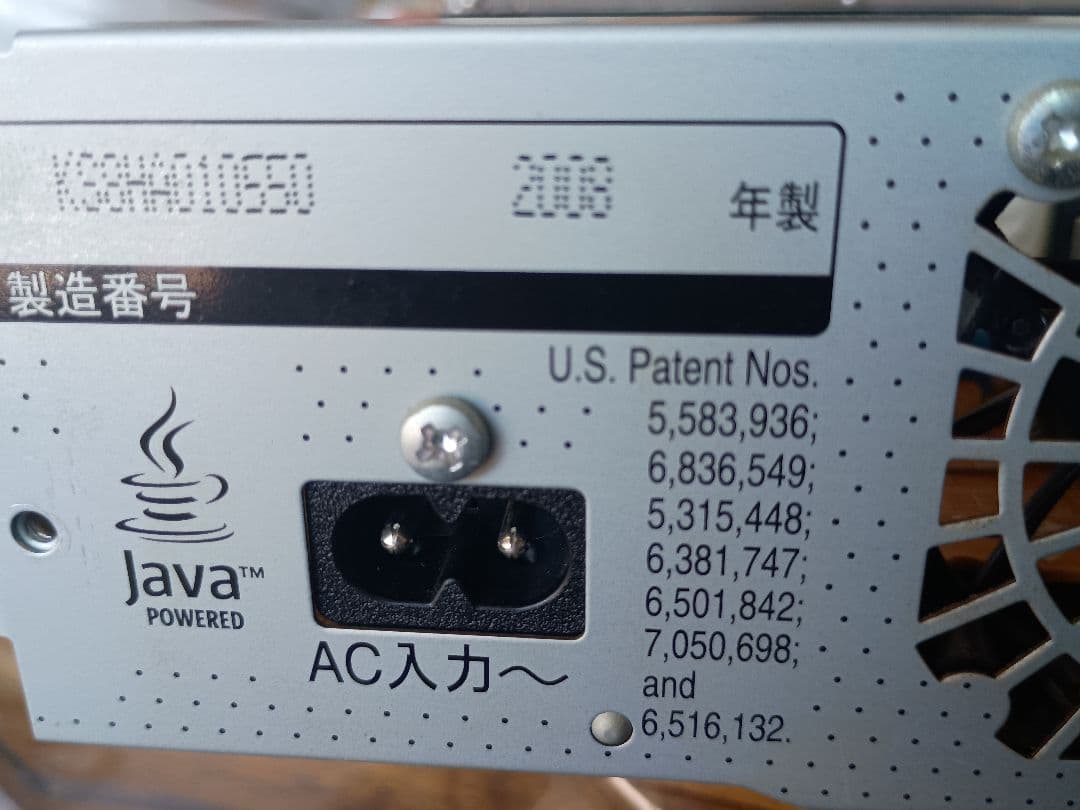 2008 年製
製造番号
U.S. Patent Nos.
5,583,936;
6,836,549;
5,315,448;
6,381,747;
6,501,842;
7,050,698;
and
6,516,132.
Java™
POWERED
AC入力〜